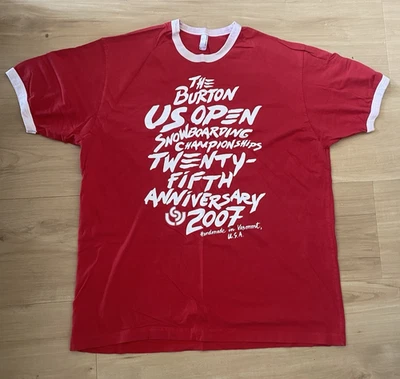 THE
BURTON
US OPEN
SNOWBOARDING
CHAMPIONSHIPS
TWENTY-
FIFTH
ANNIVERSARY
2007
Handmade in Vermont,
U.S.A.